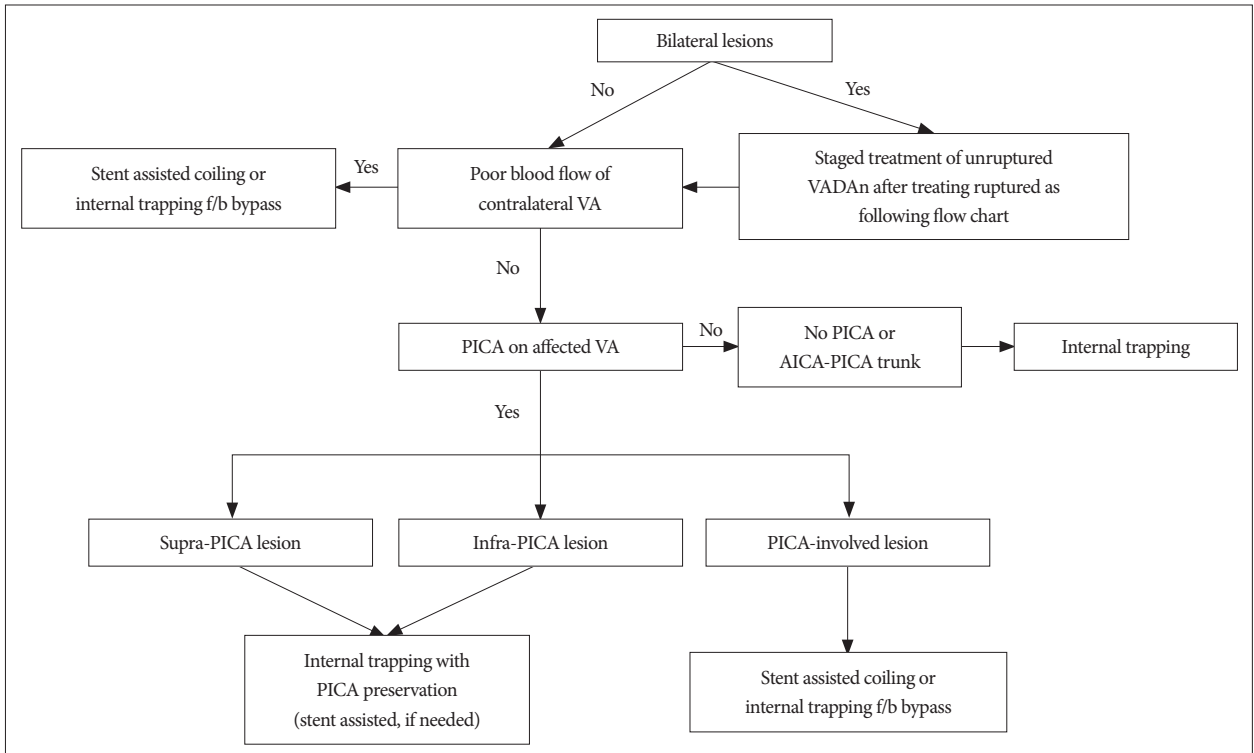 Bilateral lesions
No
Yes
Stent assisted coiling or
internal trapping f/b bypass
Yes
Poor blood flow of
contralateral VA
Staged treatment of unruptured
VADAn after treating ruptured as
following flow chart
No
PICA on affected VA
No
No PICA or
AICA-PICA trunk
Internal trapping
Yes
Supra-PICA lesion
Infra-PICA lesion
PICA-involved lesion
Internal trapping with
PICA preservation
(stent assisted, if needed)
Stent assisted coiling or
internal trapping f/b bypass